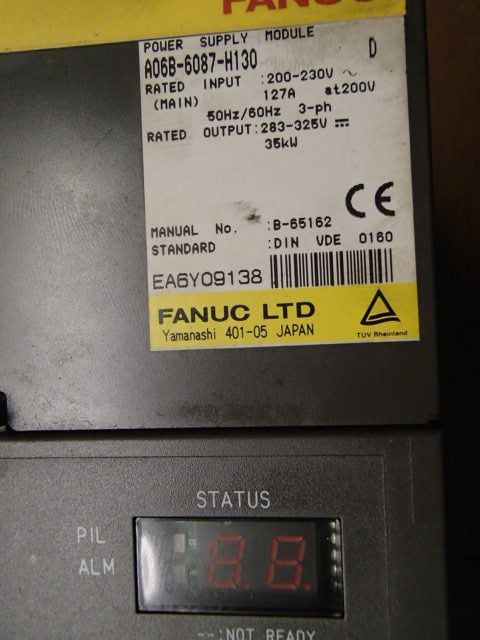 FANUC
POWER SUPPLY MODULE
A06B-6087-H130 D
RATED INPUT :200-230V ~
(MAIN) 127A at200V
50Hz/60Hz 3-ph
RATED OUTPUT:283-325V ⎓
35kW
CE
MANUAL No. :B-65162
STANDARD :DIN VDE 0160
EA6Y09138
FANUC LTD
Yamanashi 401-05 JAPAN
TUV Rheinland
STATUS
PIL
ALM
8.8.
--:NOT READY